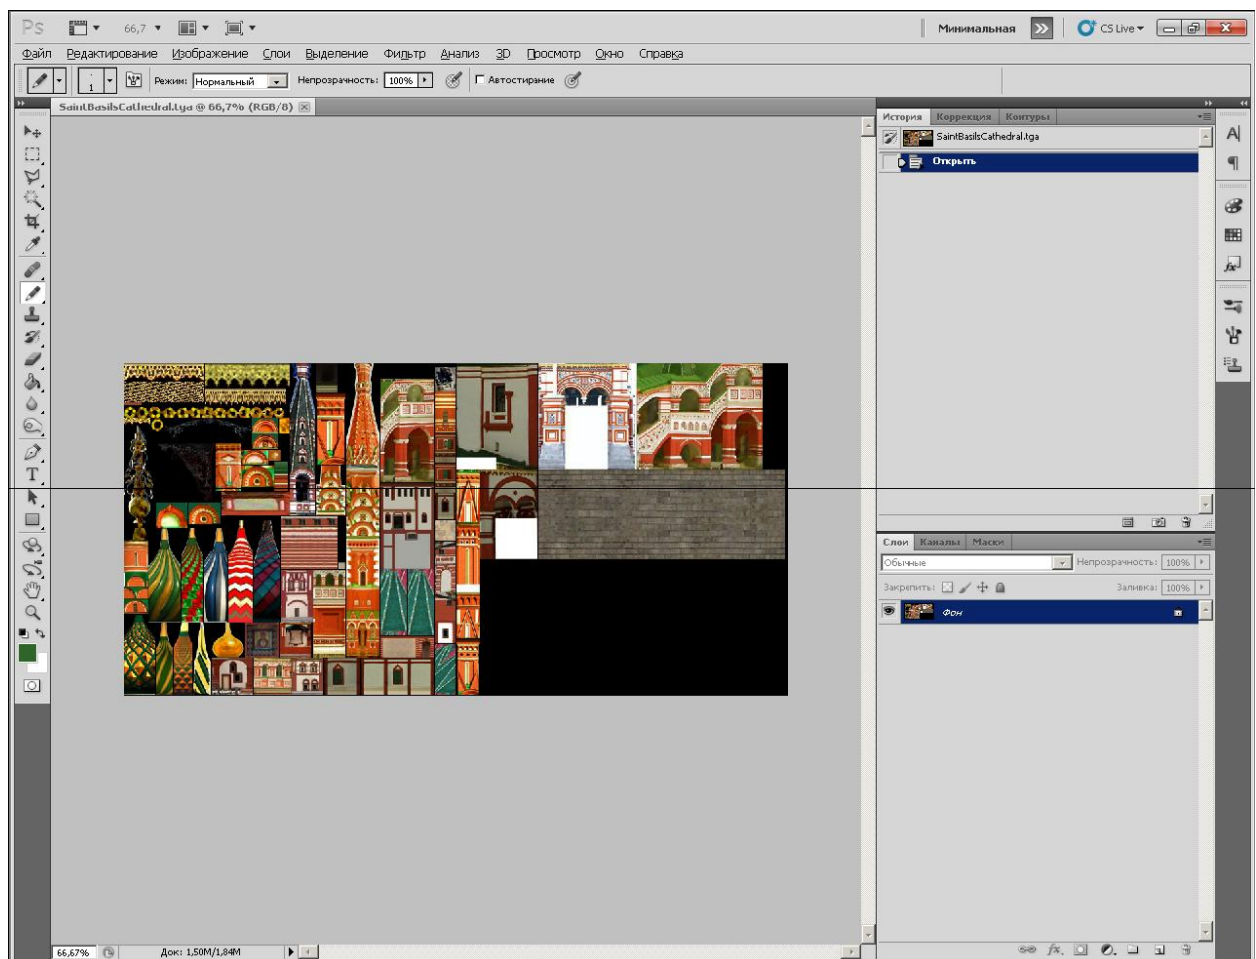 Ps 66,7 Минимальная CS Live
Файл Редактирование Изображение Слои Выделение Фильтр Анализ 3D Просмотр Окно Справка
1 Режим: Нормальный Непрозрачность: 100% Автостирание
SaintBasilsCathedral.tga @ 66,7% (RGB/8)
История Коррекция Контуры
SaintBasilsCathedral.tga
Открыть
Слои Каналы Маски
Обычные Непрозрачность: 100%
Закрепить: Заливка: 100%
Фон
66,67% Док: 1,50M/1,84M